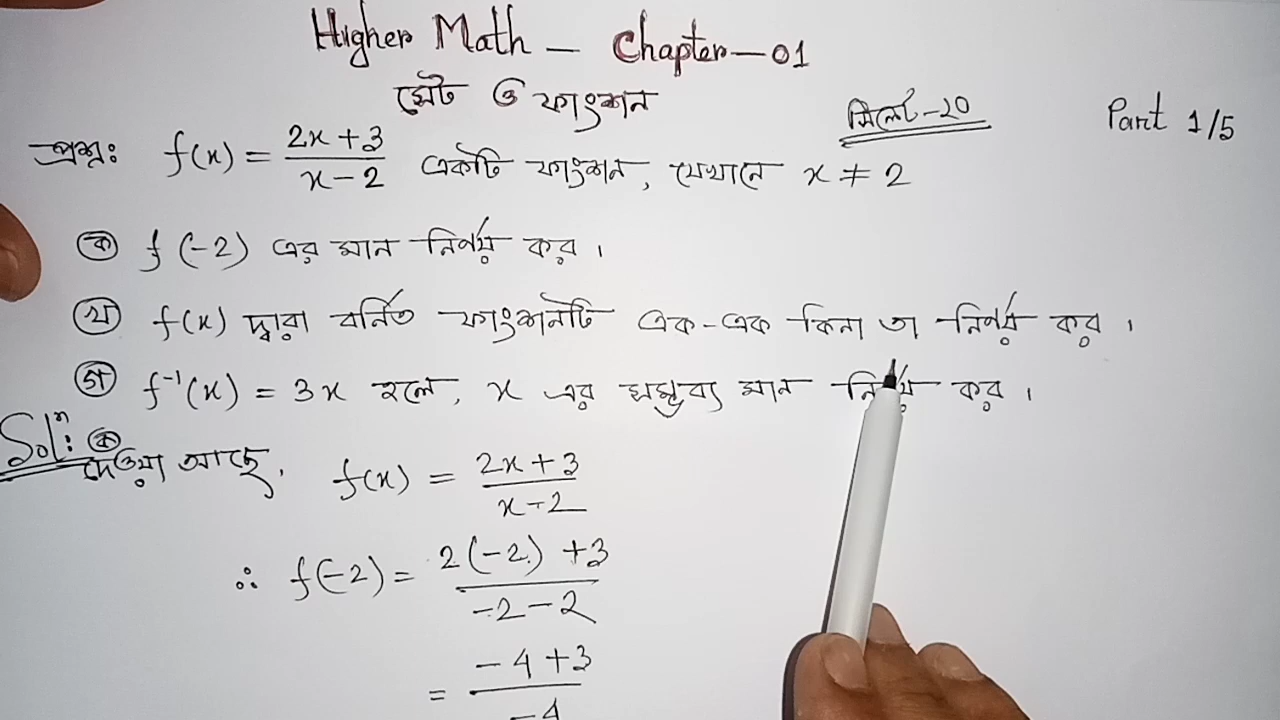 Higher Math – Chapter–01
সেট ও ফাংশন
সিলেট-২০
Part 1/5
প্রশ্নঃ f(x) = (2x+3)/(x-2) একটি ফাংশন, যেখানে x ≠ 2
ক f(-2) এর মান নির্ণয় কর।
খ f(x) দ্বারা বর্নিত ফাংশনটি এক-এক কিনা তা নির্ণয় কর।
গ f⁻¹(x) = 3x হলে, x এর সম্ভব্য মান নির্ণয় কর।
Solⁿ: ক
দেওয়া আছে, f(x) = (2x+3)/(x-2)
∴ f(-2) = (2(-2)+3)/(-2-2)
= (-4+3)/(-4)